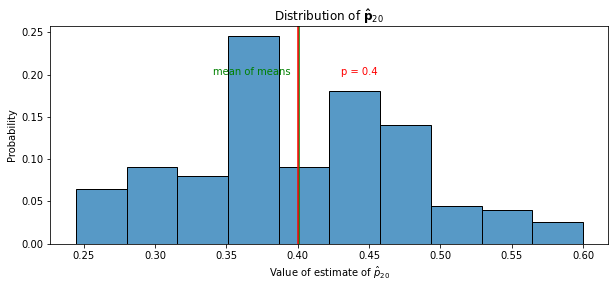 Distribution of p̂₂₀
0.25
0.20
0.15
0.10
0.05
0.00
Probability
mean of means
p = 0.4
0.25 0.30 0.35 0.40 0.45 0.50 0.55 0.60
Value of estimate of p̂₂₀